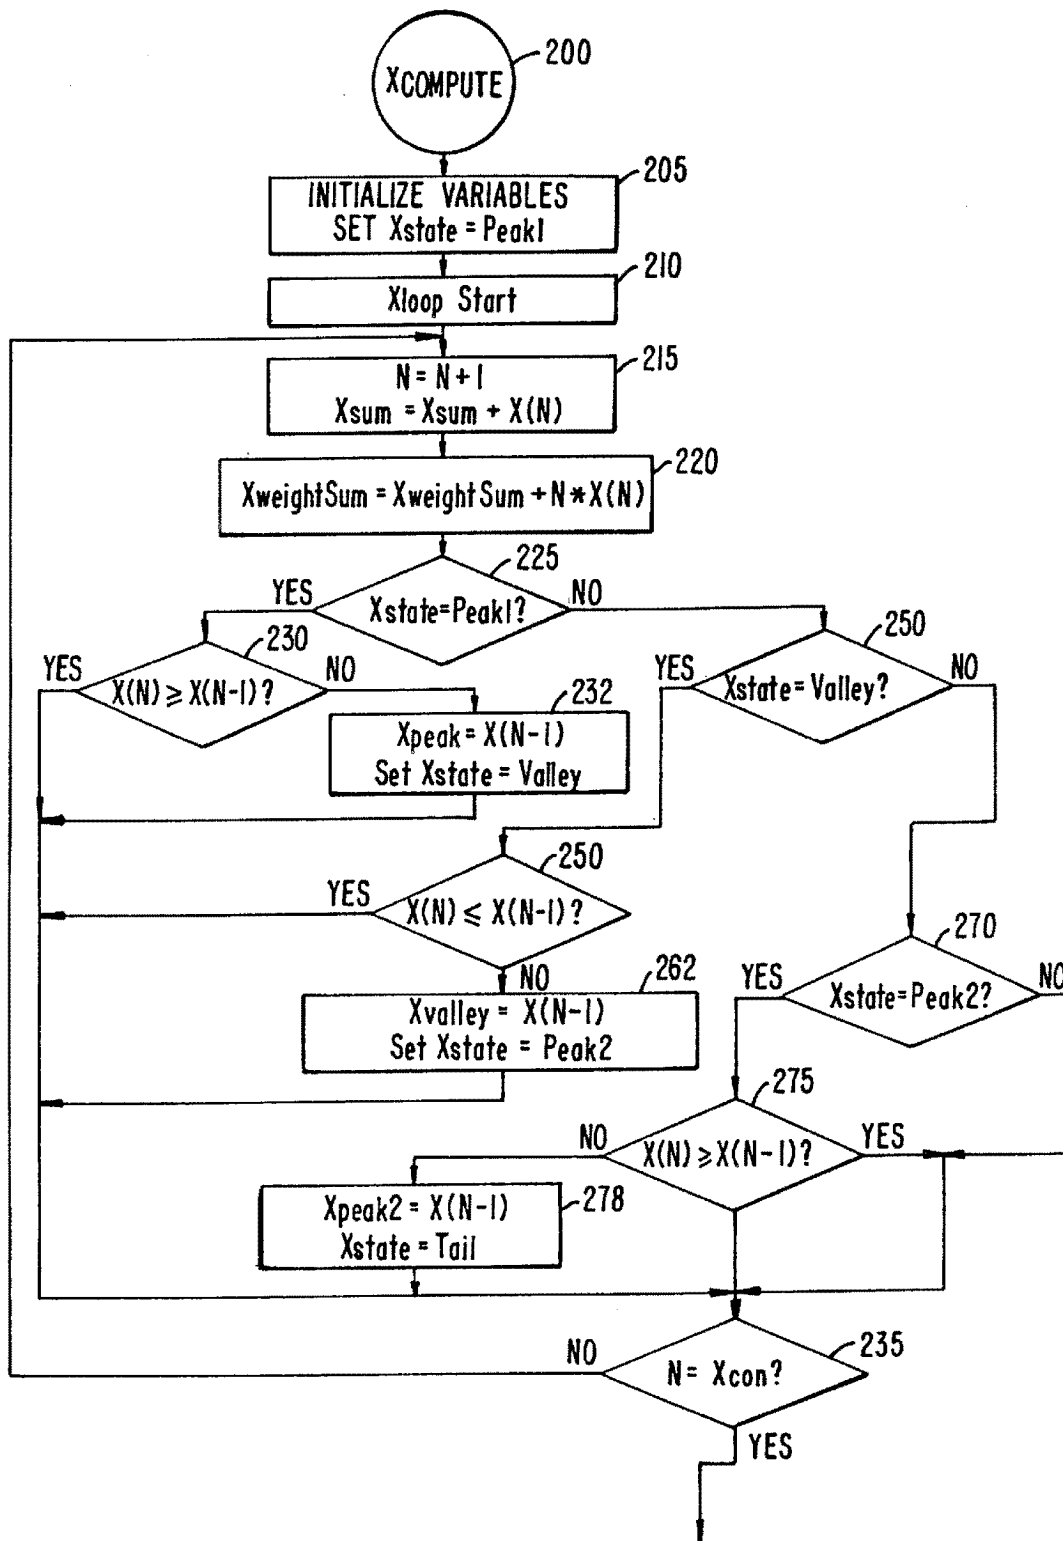 XCOMPUTE
200
INITIALIZE VARIABLES
SET Xstate = Peak1
205
Xloop Start
210
N = N + 1
Xsum = Xsum + X(N)
215
XweightSum = XweightSum + N * X(N)
220
Xstate=Peak1?
225
YES
NO
X(N) ≥ X(N-1)?
230
YES
NO
Xstate=Valley?
250
YES
NO
Xpeak = X(N-1)
Set Xstate = Valley
232
X(N) ≤ X(N-1)?
250
YES
NO
Xvalley = X(N-1)
Set Xstate = Peak2
262
Xstate=Peak2?
270
YES
NO
X(N) ≥ X(N-1)?
275
NO
YES
Xpeak2 = X(N-1)
Xstate = Tail
278
N = Xcon?
235
NO
YES